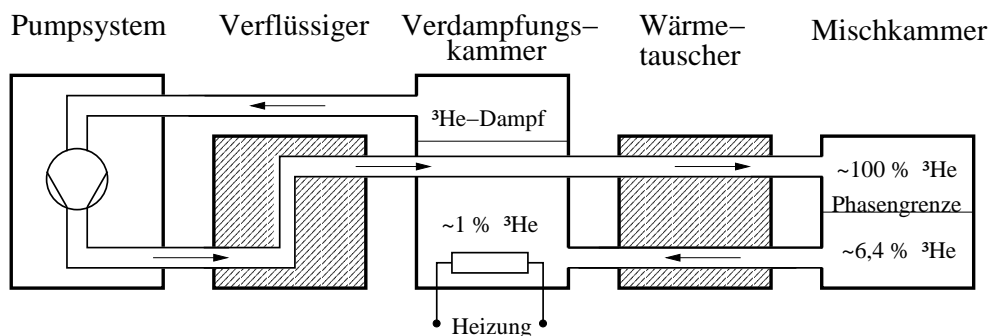 Pumpsystem
Verflüssiger
Verdampfungs–
kammer
Wärme–
tauscher
Mischkammer
³He–Dampf
~100 % ³He
Phasengrenze
~1 % ³He
~6,4 % ³He
Heizung